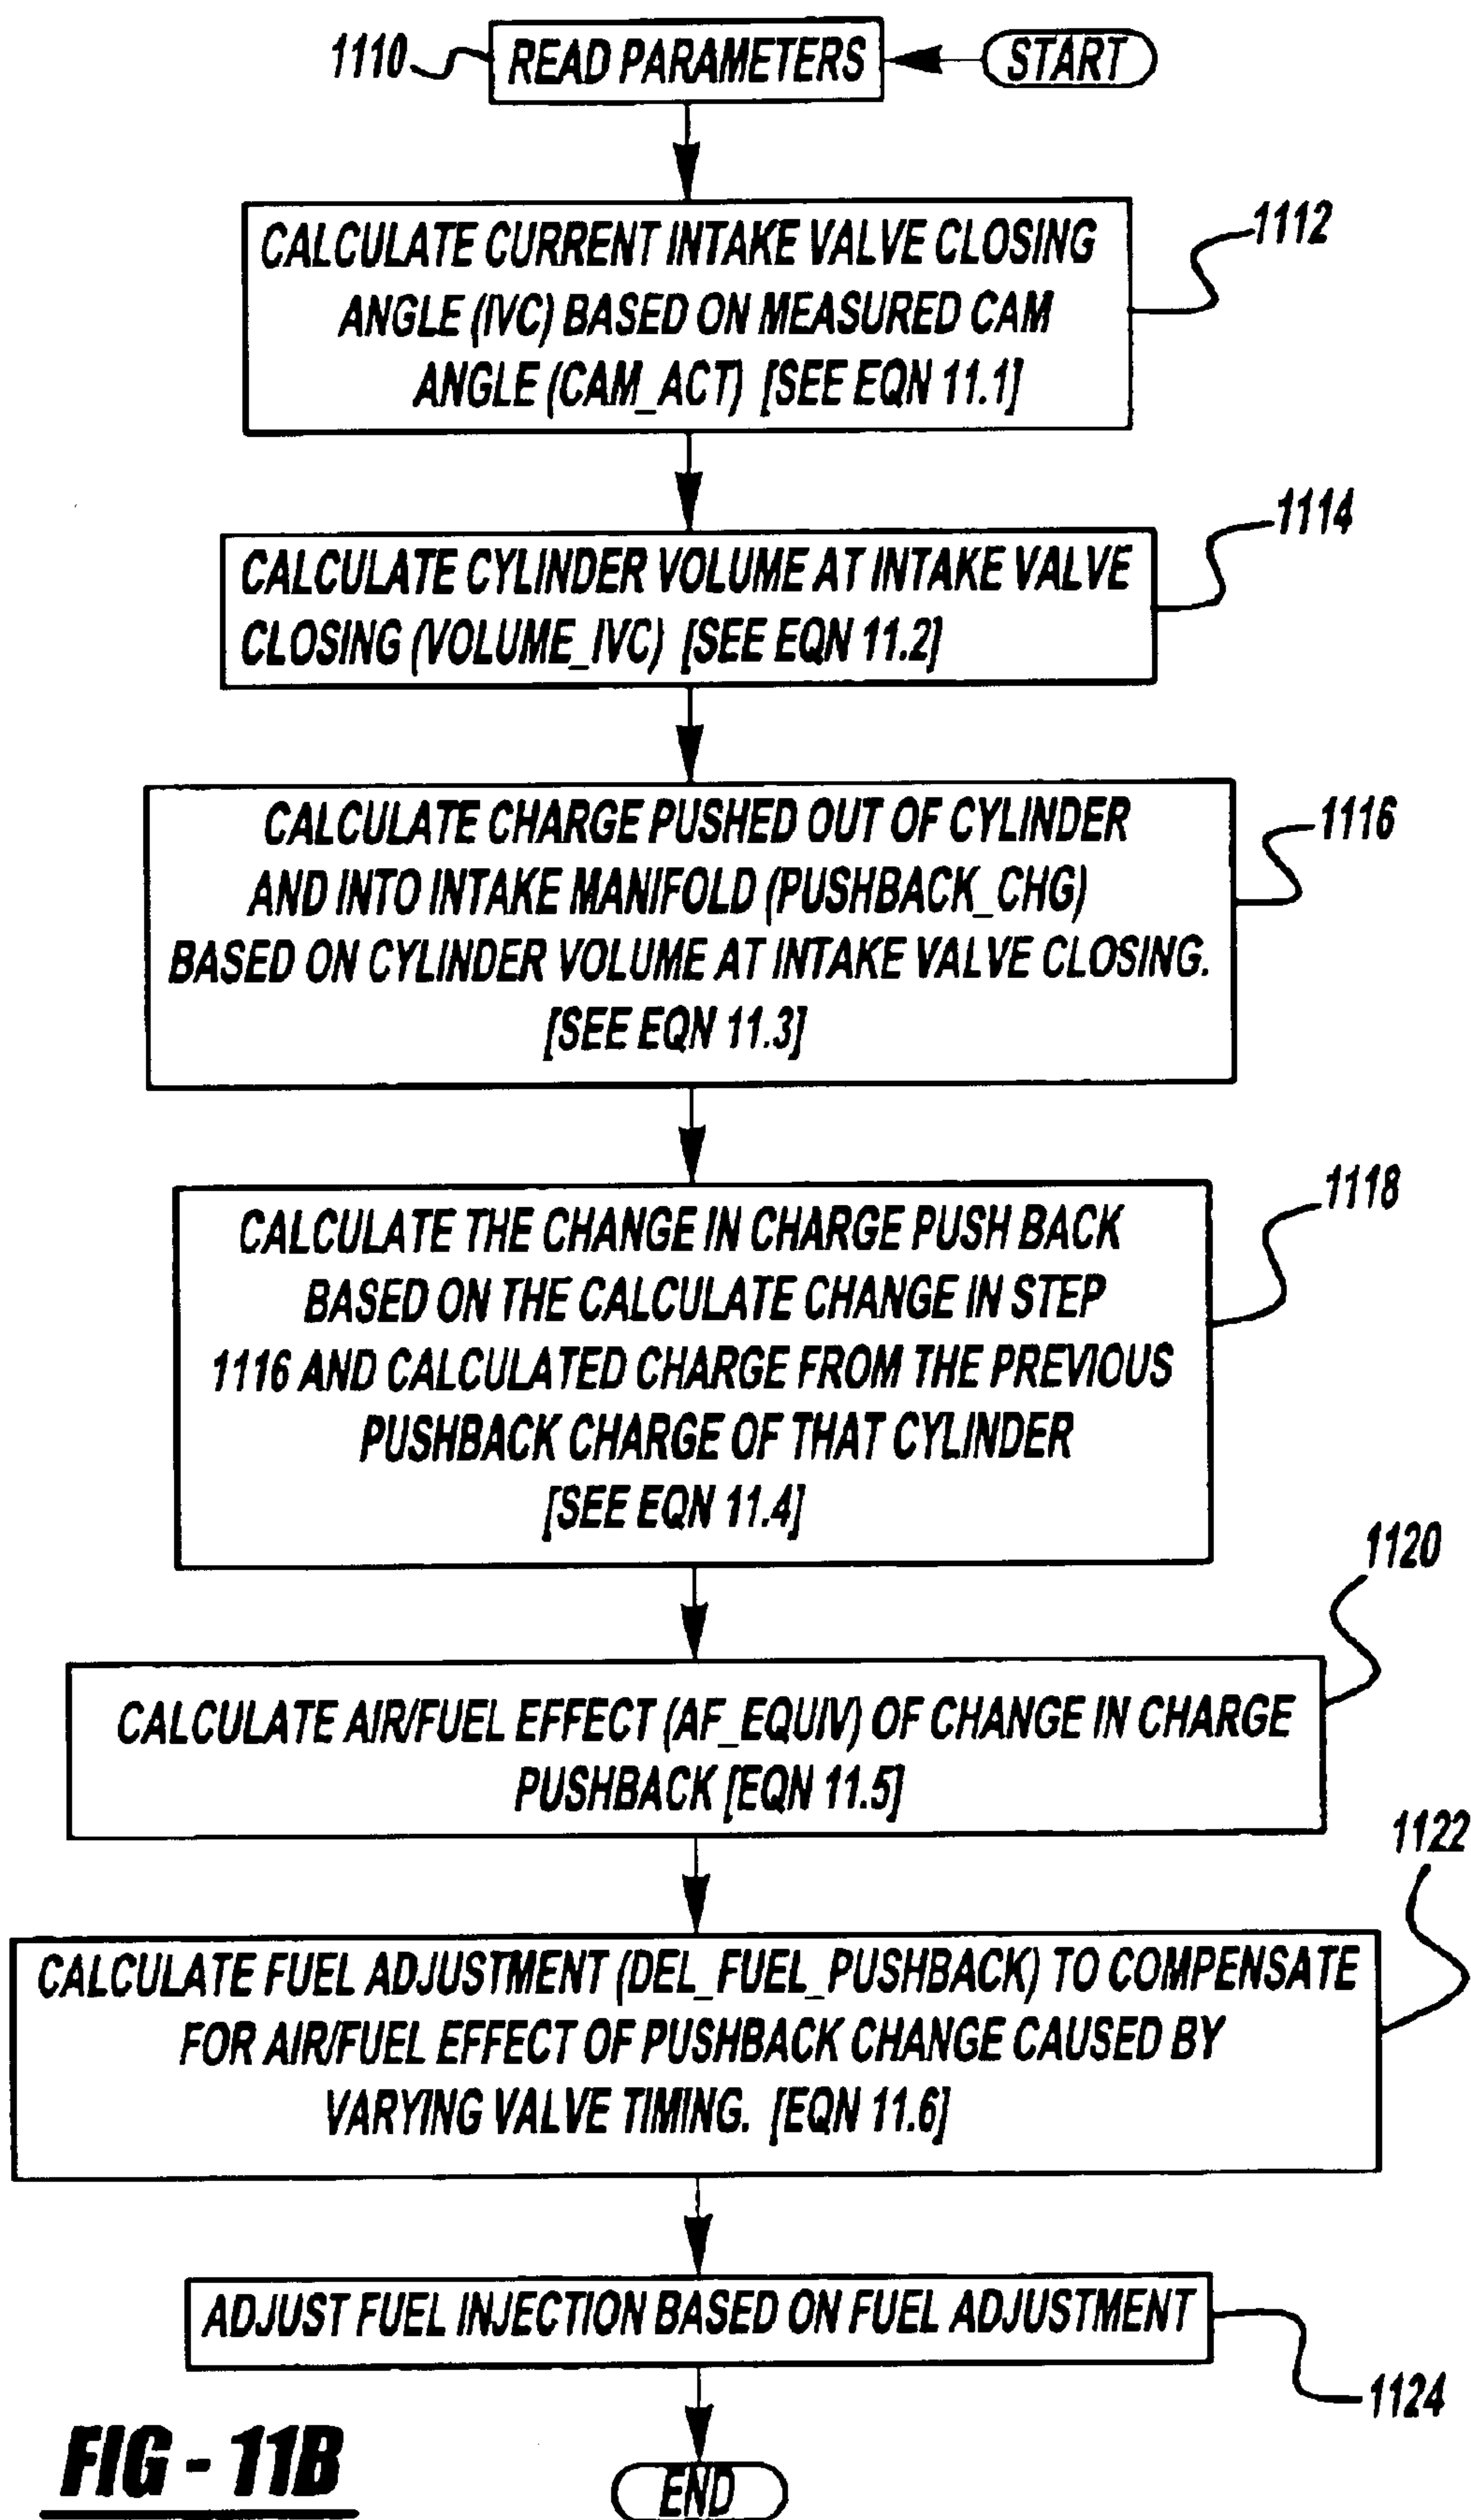 START
1110
READ PARAMETERS
1112
CALCULATE CURRENT INTAKE VALVE CLOSING
ANGLE (IVC) BASED ON MEASURED CAM
ANGLE (CAM_ACT) [SEE EQN 11.1]
1114
CALCULATE CYLINDER VOLUME AT INTAKE VALVE
CLOSING (VOLUME_IVC) [SEE EQN 11.2]
1116
CALCULATE CHARGE PUSHED OUT OF CYLINDER
AND INTO INTAKE MANIFOLD (PUSHBACK_CHG)
BASED ON CYLINDER VOLUME AT INTAKE VALVE CLOSING.
[SEE EQN 11.3]
1118
CALCULATE THE CHANGE IN CHARGE PUSH BACK
BASED ON THE CALCULATE CHANGE IN STEP
1116 AND CALCULATED CHARGE FROM THE PREVIOUS
PUSHBACK CHARGE OF THAT CYLINDER
[SEE EQN 11.4]
1120
CALCULATE AIR/FUEL EFFECT (AF_EQUIV) OF CHANGE IN CHARGE
PUSHBACK [EQN 11.5]
1122
CALCULATE FUEL ADJUSTMENT (DEL_FUEL_PUSHBACK) TO COMPENSATE
FOR AIR/FUEL EFFECT OF PUSHBACK CHANGE CAUSED BY
VARYING VALVE TIMING. [EQN 11.6]
ADJUST FUEL INJECTION BASED ON FUEL ADJUSTMENT
1124
END
FIG - 11B